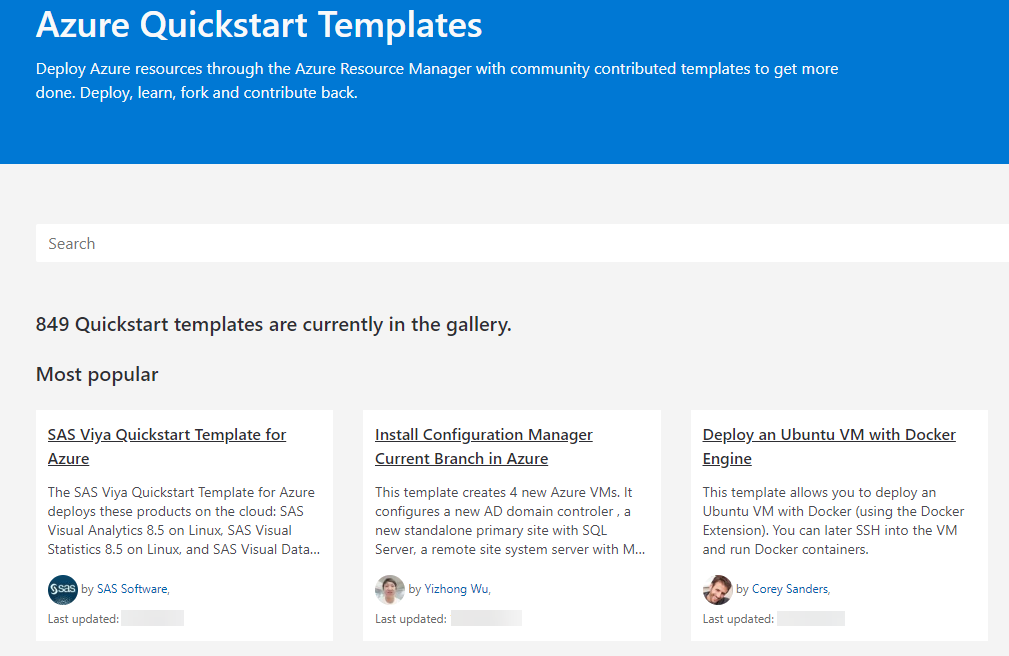 Azure Quickstart Templates
Deploy Azure resources through the Azure Resource Manager with community contributed templates to get more
done. Deploy, learn, fork and contribute back.
Search
849 Quickstart templates are currently in the gallery.
Most popular
SAS Viya Quickstart Template for
Azure
The SAS Viya Quickstart Template for Azure
deploys these products on the cloud: SAS
Visual Analytics 8.5 on Linux, SAS Visual
Statistics 8.5 on Linux, and SAS Visual Data...
sas
by SAS Software,
Last updated:
Install Configuration Manager
Current Branch in Azure
This template creates 4 new Azure VMs. It
configures a new AD domain controler , a
new standalone primary site with SQL
Server, a remote site system server with M...
by Yizhong Wu,
Last updated:
Deploy an Ubuntu VM with Docker
Engine
This template allows you to deploy an
Ubuntu VM with Docker (using the Docker
Extension). You can later SSH into the VM
and run Docker containers.
by Corey Sanders,
Last updated: